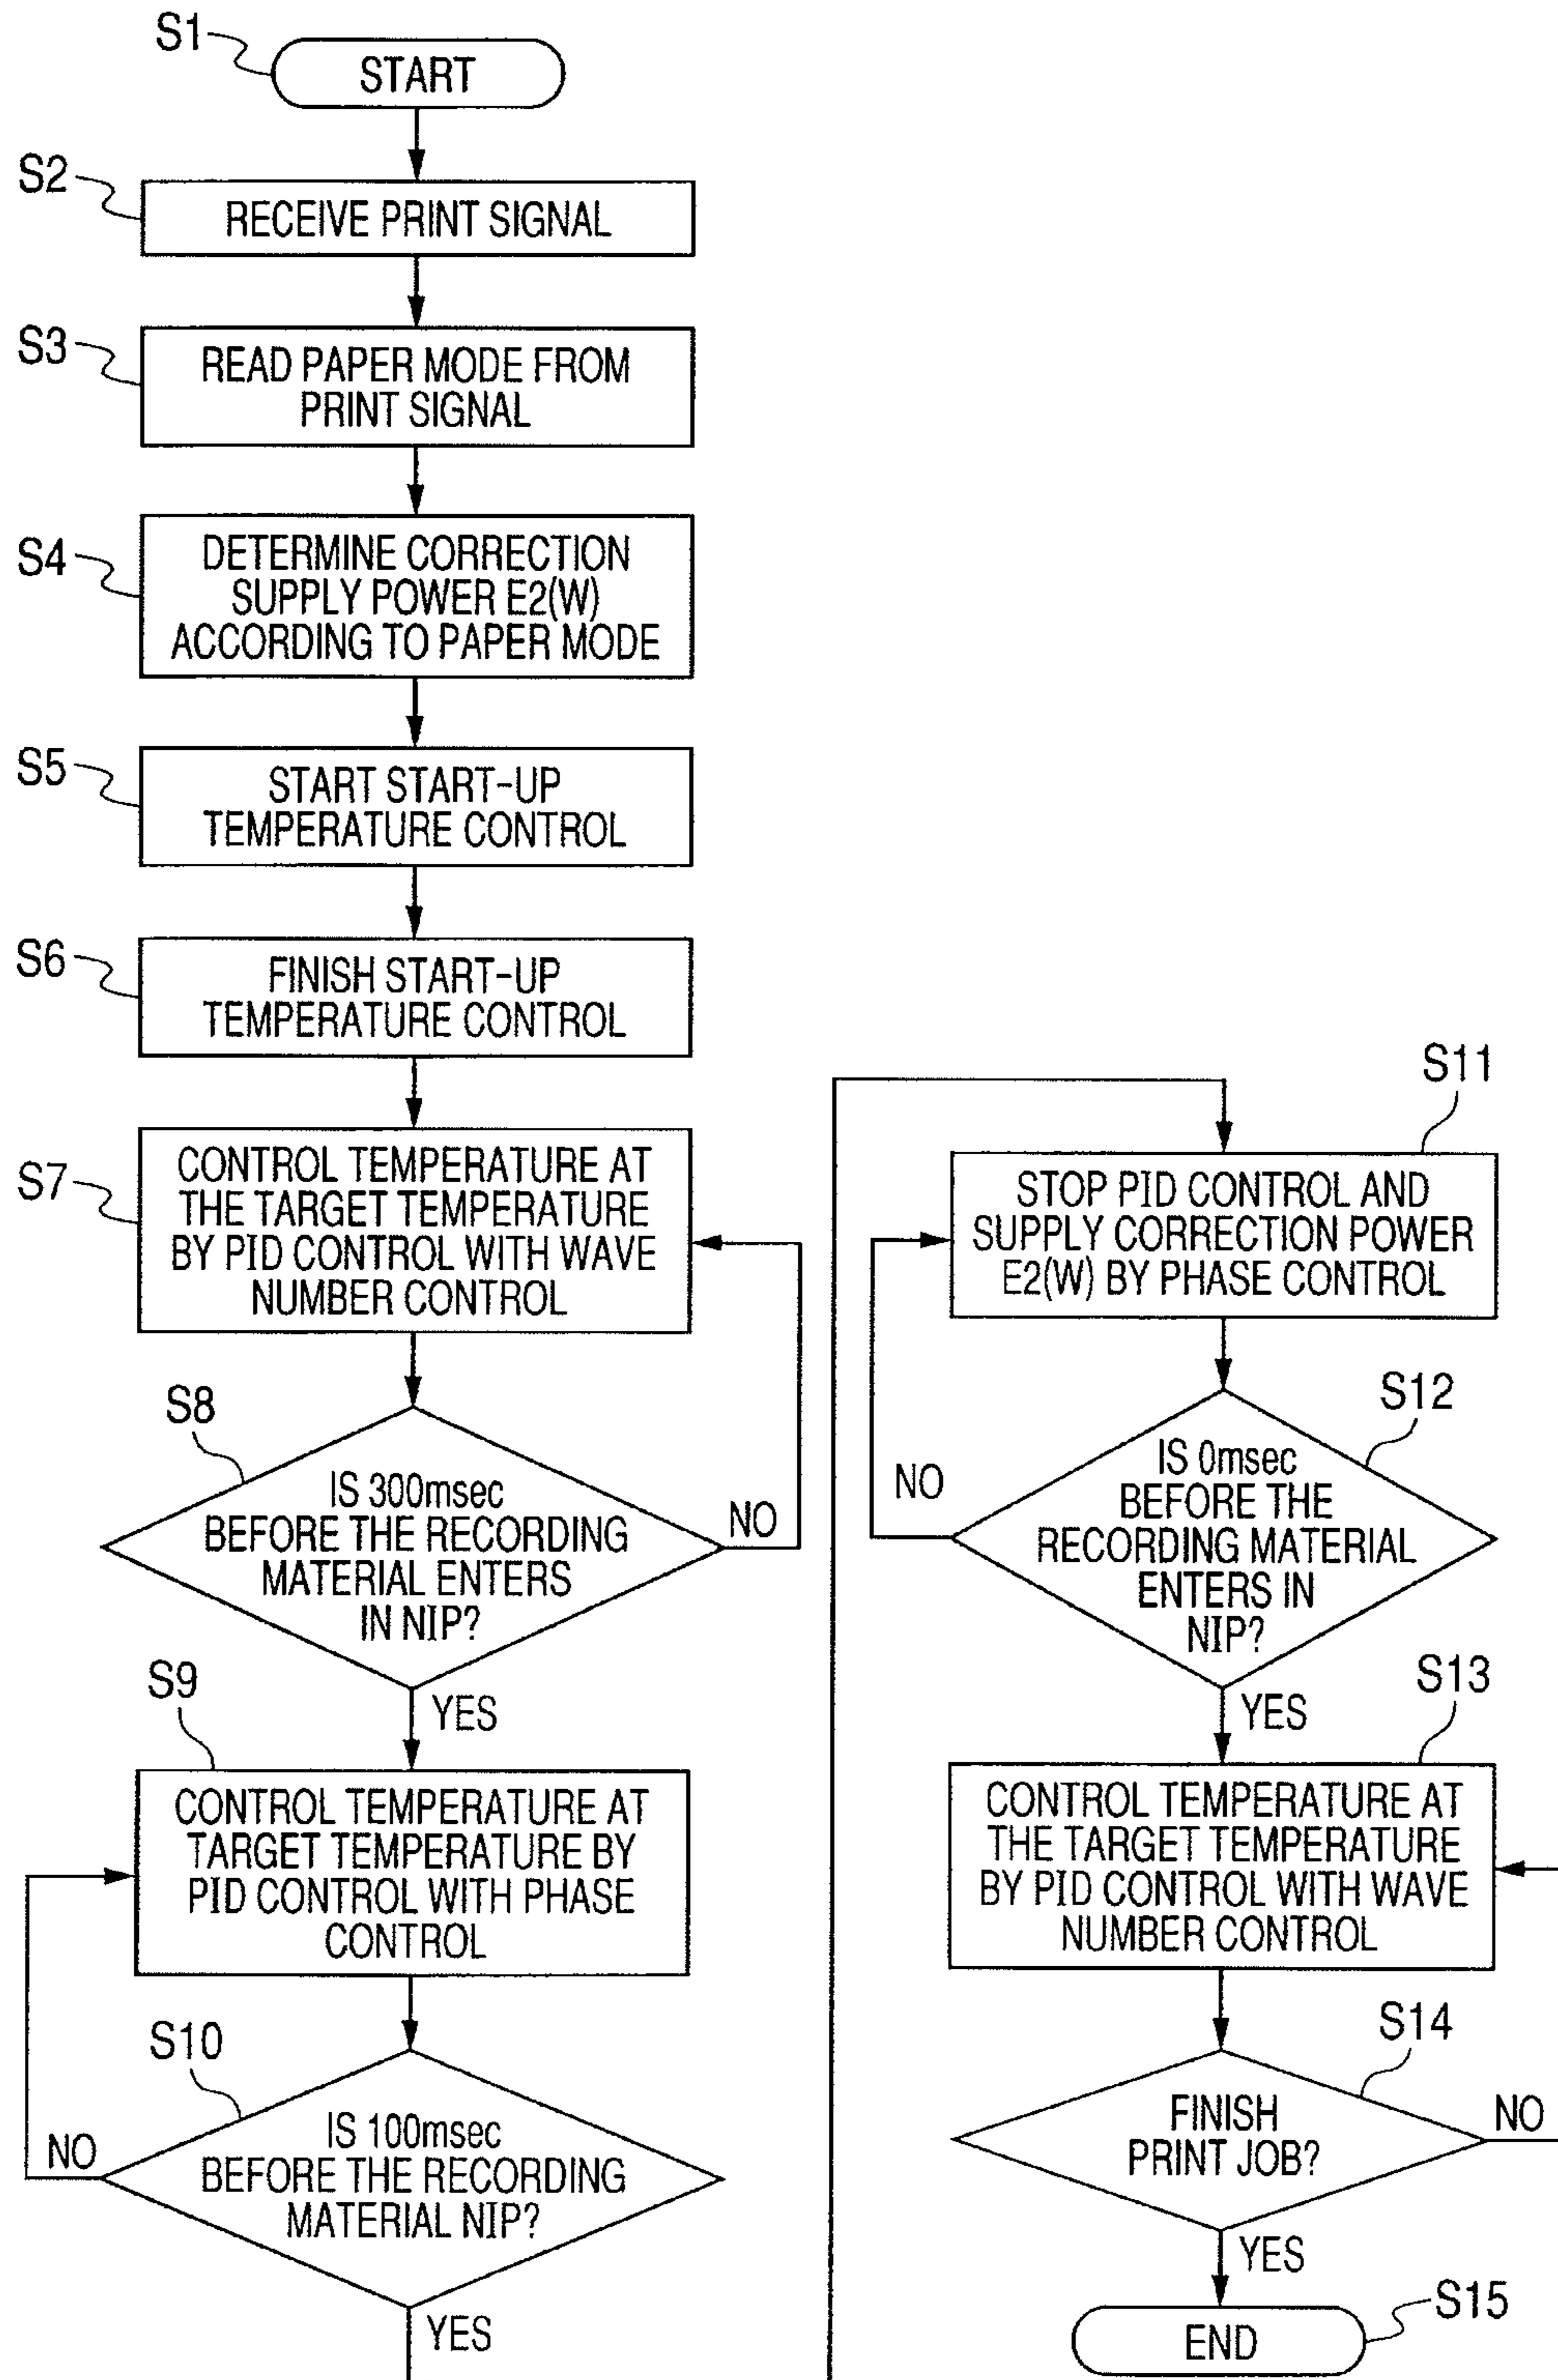 S1
START
S2
RECEIVE PRINT SIGNAL
S3
READ PAPER MODE FROM
PRINT SIGNAL
S4
DETERMINE CORRECTION
SUPPLY POWER E2(W)
ACCORDING TO PAPER MODE
S5
START START-UP
TEMPERATURE CONTROL
S6
FINISH START-UP
TEMPERATURE CONTROL
S7
CONTROL TEMPERATURE AT
THE TARGET TEMPERATURE
BY PID CONTROL WITH WAVE
NUMBER CONTROL
S8
IS 300msec
BEFORE THE RECORDING
MATERIAL ENTERS
IN NIP?
NO
YES
S9
CONTROL TEMPERATURE AT
TARGET TEMPERATURE BY
PID CONTROL WITH PHASE
CONTROL
S10
IS 100msec
BEFORE THE RECORDING
MATERIAL NIP?
NO
YES
S11
STOP PID CONTROL AND
SUPPLY CORRECTION POWER
E2(W) BY PHASE CONTROL
S12
IS 0msec
BEFORE THE
RECORDING MATERIAL
ENTERS IN
NIP?
NO
YES
S13
CONTROL TEMPERATURE AT
THE TARGET TEMPERATURE
BY PID CONTROL WITH WAVE
NUMBER CONTROL
S14
FINISH
PRINT JOB?
NO
YES
S15
END